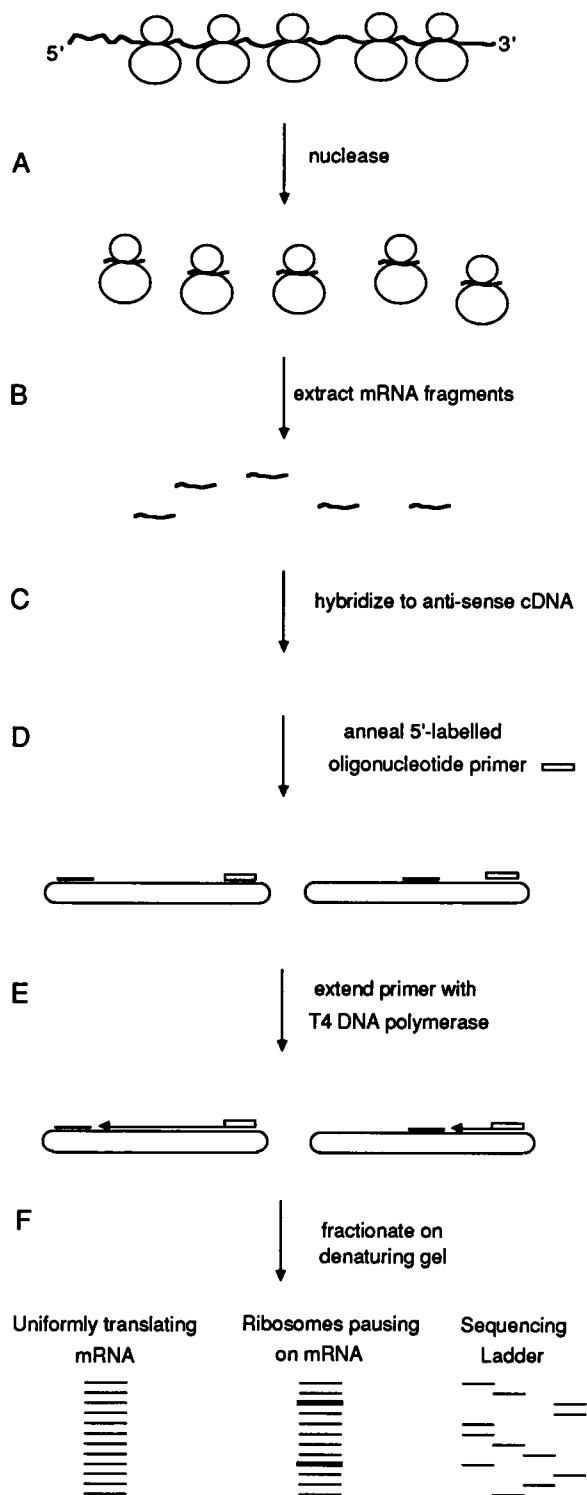 5'
3'
A
nuclease
B
extract mRNA fragments
C
hybridize to anti-sense cDNA
D
anneal 5'-labelled
oligonucleotide primer
E
extend primer with
T4 DNA polymerase
F
fractionate on
denaturing gel
Uniformly translating
mRNA
Ribosomes pausing
on mRNA
Sequencing
Ladder